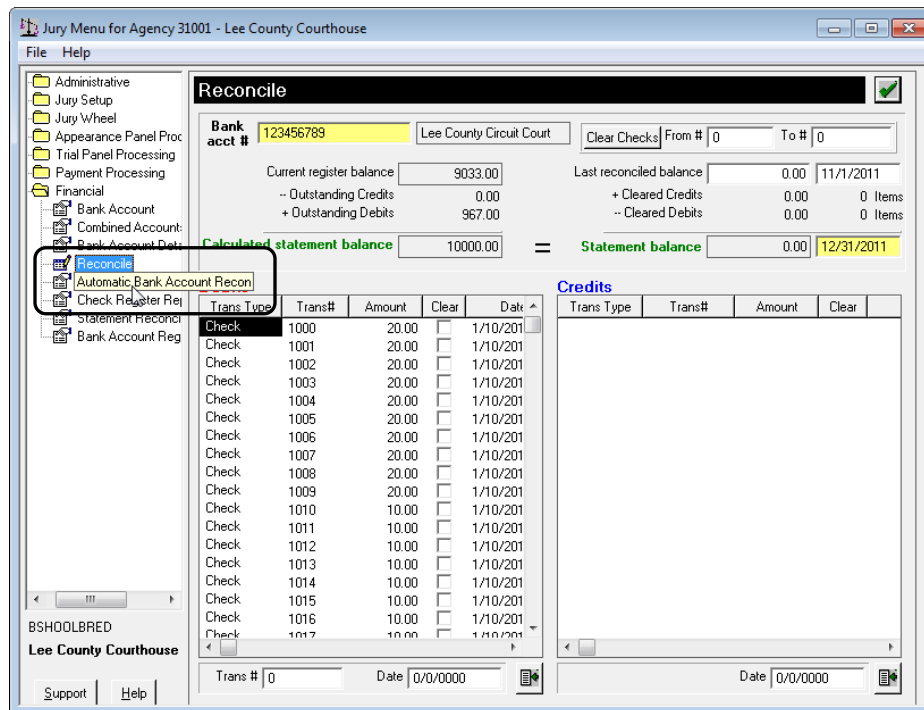 Jury Menu for Agency 31001 - Lee County Courthouse
File Help
Administrative
Jury Setup
Jury Wheel
Appearance Panel Proc
Trial Panel Processing
Payment Processing
Financial
Bank Account
Combined Account
Bank Account Deta
Reconcile
Automatic Bank Account Recon
Check Register Rep
Statement Reconcil
Bank Account Reg
BSHOOLBRED
Lee County Courthouse
Support Help
Reconcile
Bank acct # 123456789 Lee County Circuit Court Clear Checks From # 0 To # 0
Current register balance 9033.00 Last reconciled balance 0.00 11/1/2011
-- Outstanding Credits 0.00 + Cleared Credits 0.00 0 Items
+ Outstanding Debits 967.00 -- Cleared Debits 0.00 0 Items
Calculated statement balance 10000.00 = Statement balance 0.00 12/31/2011
Trans Type Trans# Amount Clear Date
Check 1000 20.00 1/10/201
Check 1001 20.00 1/10/201
Check 1002 20.00 1/10/201
Check 1003 20.00 1/10/201
Check 1004 20.00 1/10/201
Check 1005 20.00 1/10/201
Check 1006 20.00 1/10/201
Check 1007 20.00 1/10/201
Check 1008 20.00 1/10/201
Check 1009 20.00 1/10/201
Check 1010 10.00 1/10/201
Check 1011 10.00 1/10/201
Check 1012 10.00 1/10/201
Check 1013 10.00 1/10/201
Check 1014 10.00 1/10/201
Check 1015 10.00 1/10/201
Check 1016 10.00 1/10/201
Check 1017 10.00 1/10/201
Trans # 0 Date 0/0/0000
Credits
Trans Type Trans# Amount Clear
Date 0/0/0000